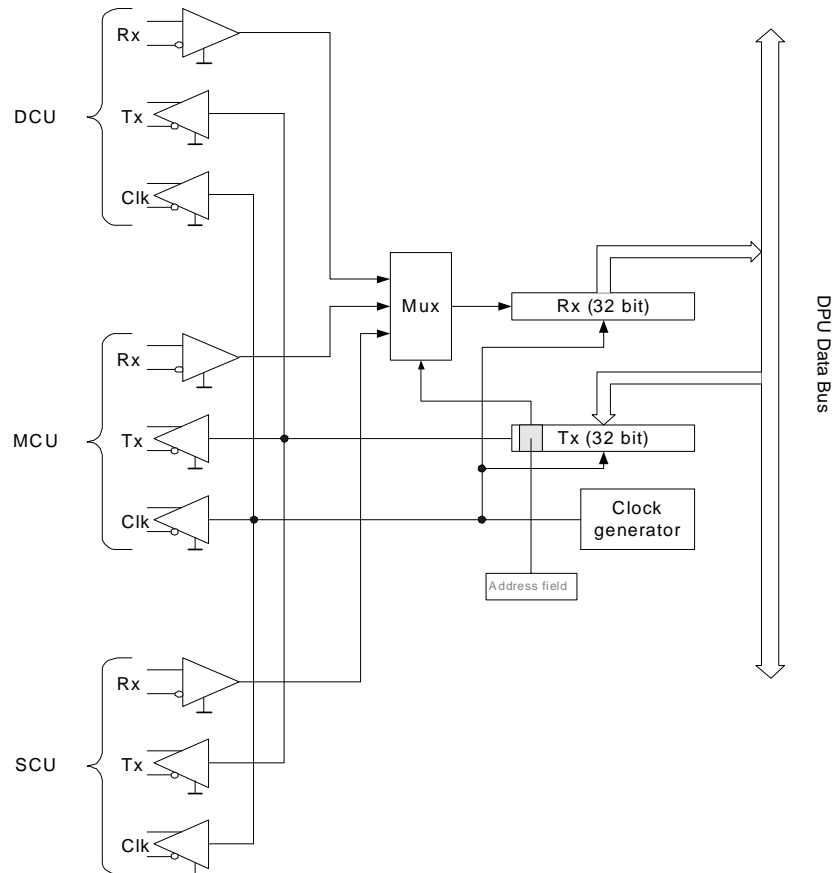 DCU
Rx
Tx
Clk
Mux
Rx (32 bit)
DPU Data Bus
MCU
Rx
Tx
Clk
Tx (32 bit)
Clock
generator
Address field
SCU
Rx
Tx
Clk